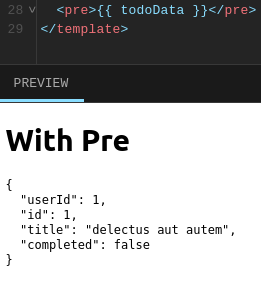 28 <pre>{{ todoData }}</pre>
29 </template>
PREVIEW
With Pre
{
  "userId": 1,
  "id": 1,
  "title": "delectus aut autem",
  "completed": false
}